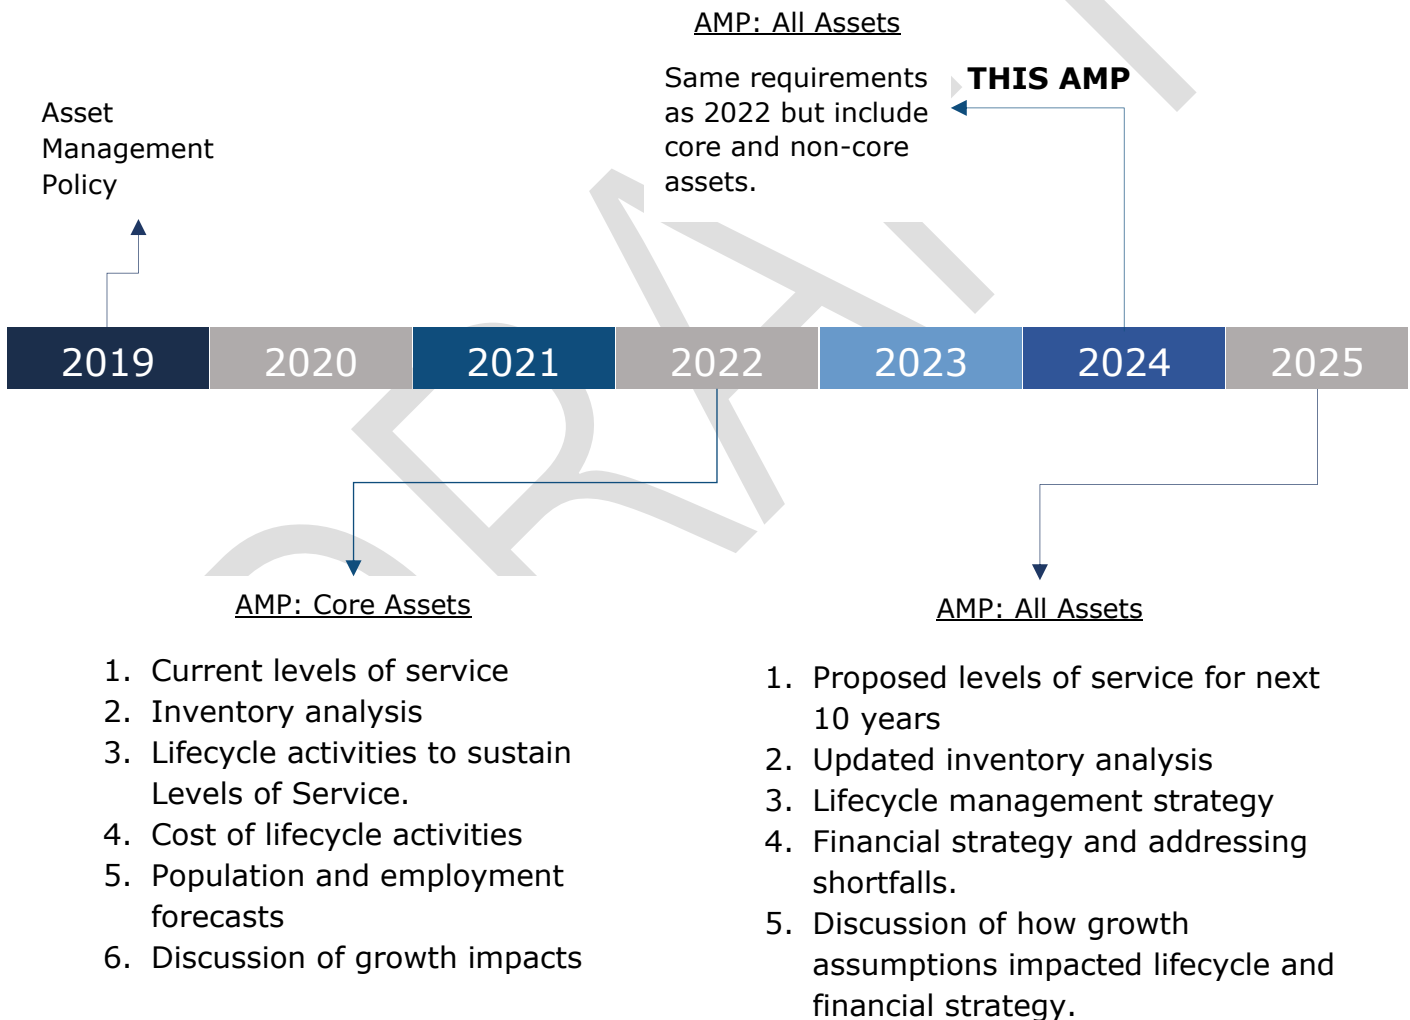 AMP: All Assets
Same requirements
as 2022 but include
core and non-core
assets.
THIS AMP
Asset
Management
Policy
2019
2020
2021
2022
2023
2024
2025
AMP: Core Assets
1. Current levels of service
2. Inventory analysis
3. Lifecycle activities to sustain
Levels of Service.
4. Cost of lifecycle activities
5. Population and employment
forecasts
6. Discussion of growth impacts
AMP: All Assets
1. Proposed levels of service for next
10 years
2. Updated inventory analysis
3. Lifecycle management strategy
4. Financial strategy and addressing
shortfalls.
5. Discussion of how growth
assumptions impacted lifecycle and
financial strategy.
DRAFT